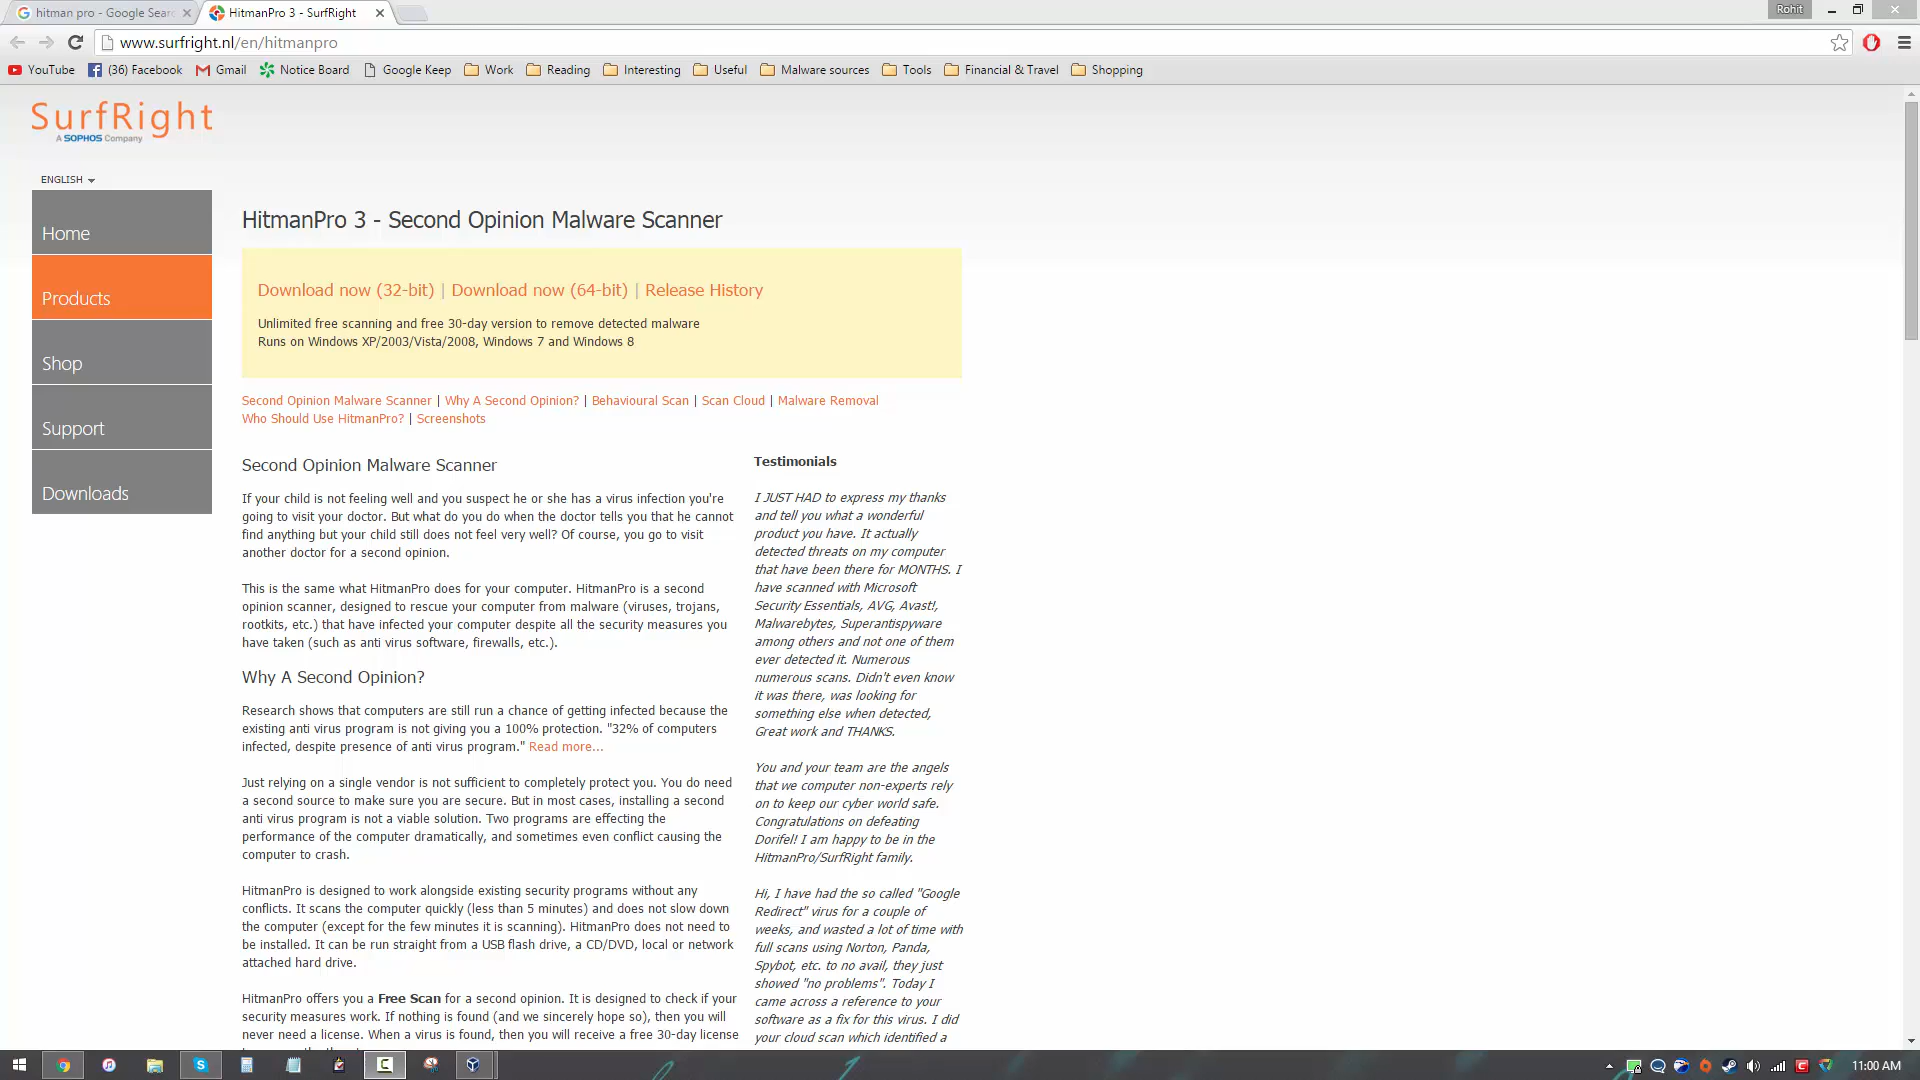 hitman pro - Google Sear
HitmanPro 3 - SurfRight
Rohit
www.surfright.nl/en/hitmanpro
YouTube
(36) Facebook
Gmail
Notice Board
Google Keep
Work
Reading
Interesting
Useful
Malware sources
Tools
Financial & Travel
Shopping
SurfRight
A SOPHOS Company
ENGLISH
Home
Products
Shop
Support
Downloads
HitmanPro 3 - Second Opinion Malware Scanner
Download now (32-bit) | Download now (64-bit) | Release History
Unlimited free scanning and free 30-day version to remove detected malware
Runs on Windows XP/2003/Vista/2008, Windows 7 and Windows 8
Second Opinion Malware Scanner | Why A Second Opinion? | Behavioural Scan | Scan Cloud | Malware Removal
Who Should Use HitmanPro? | Screenshots
Second Opinion Malware Scanner
If your child is not feeling well and you suspect he or she has a virus infection you're
going to visit your doctor. But what do you do when the doctor tells you that he cannot
find anything but your child still does not feel very well? Of course, you go to visit
another doctor for a second opinion.
This is the same what HitmanPro does for your computer. HitmanPro is a second
opinion scanner, designed to rescue your computer from malware (viruses, trojans,
rootkits, etc.) that have infected your computer despite all the security measures you
have taken (such as anti virus software, firewalls, etc.).
Why A Second Opinion?
Research shows that computers are still run a chance of getting infected because the
existing anti virus program is not giving you a 100% protection. "32% of computers
infected, despite presence of anti virus program." Read more...
Just relying on a single vendor is not sufficient to completely protect you. You do need
a second source to make sure you are secure. But in most cases, installing a second
anti virus program is not a viable solution. Two programs are effecting the
performance of the computer dramatically, and sometimes even conflict causing the
computer to crash.
HitmanPro is designed to work alongside existing security programs without any
conflicts. It scans the computer quickly (less than 5 minutes) and does not slow down
the computer (except for the few minutes it is scanning). HitmanPro does not need to
be installed. It can be run straight from a USB flash drive, a CD/DVD, local or network
attached hard drive.
HitmanPro offers you a Free Scan for a second opinion. It is designed to check if your
security measures work. If nothing is found (and we sincerely hope so), then you will
never need a license. When a virus is found, then you will receive a free 30-day license
Testimonials
I JUST HAD to express my thanks
and tell you what a wonderful
product you have. It actually
detected threats on my computer
that have been there for MONTHS. I
have scanned with Microsoft
Security Essentials, AVG, Avast!,
Malwarebytes, Superantispyware
among others and not one of them
ever detected it. Numerous
numerous scans. Didn't even know
it was there, was looking for
something else when detected,
Great work and THANKS.
You and your team are the angels
that we computer non-experts rely
on to keep our cyber world safe.
Congratulations on defeating
Dorifel! I am happy to be in the
HitmanPro/SurfRight family.
Hi, I have had the so called "Google
Redirect" virus for a couple of
weeks, and wasted a lot of time with
full scans using Norton, Panda,
Spybot, etc. to no avail, they just
showed "no problems". Today I
came across a reference to your
software as a fix for this virus. I did
your cloud scan which identified a
11:00 AM